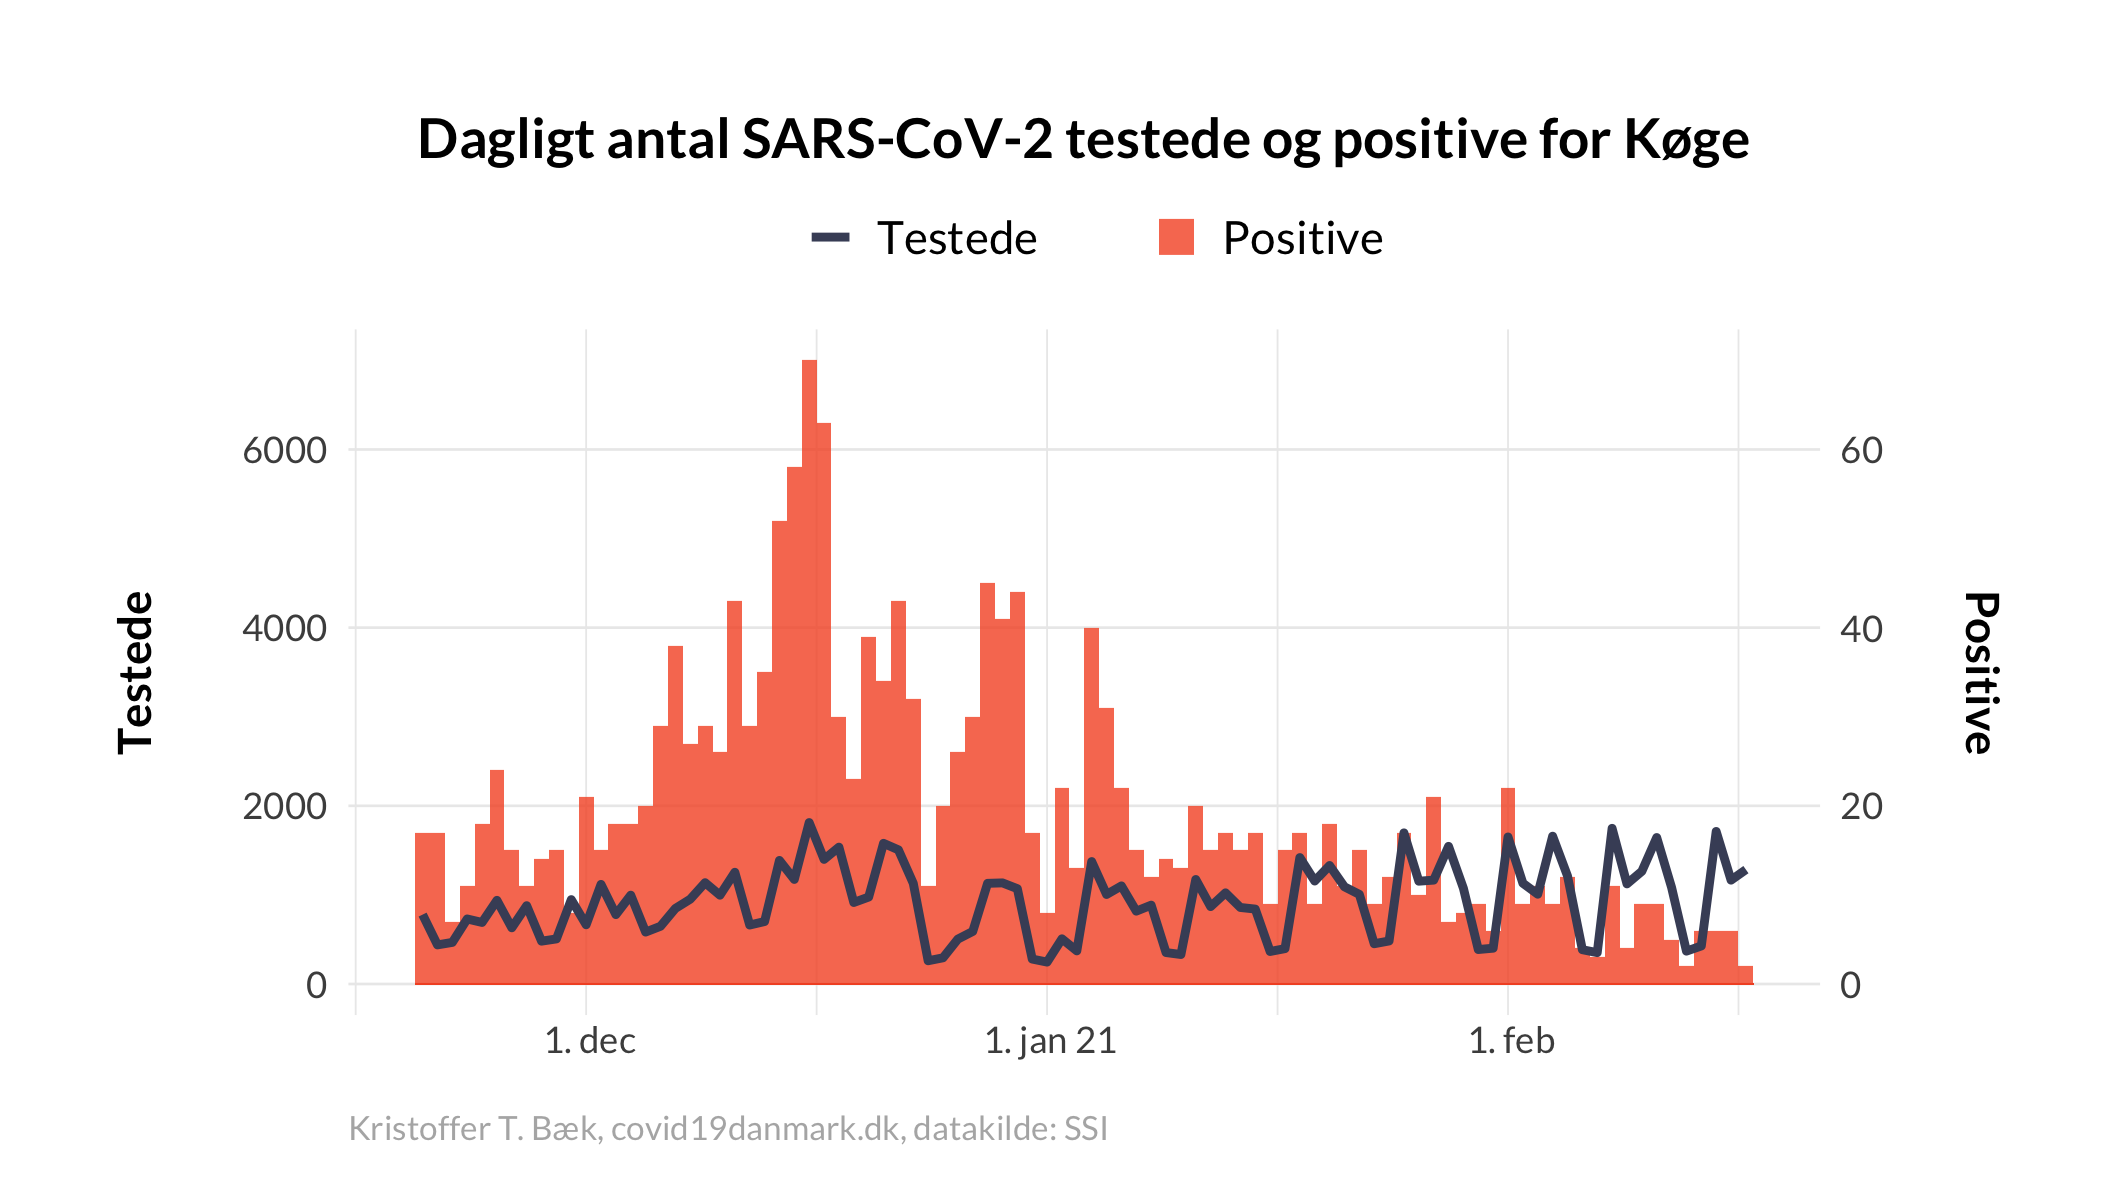 Dagligt antal SARS-CoV-2 testede og positive for Køge
Testede
Positive
6000
4000
2000
0
60
40
20
0
Testede
Positive
1. dec
1. jan 21
1. feb
Kristoffer T. Bæk, covid19danmark.dk, datakilde: SSI